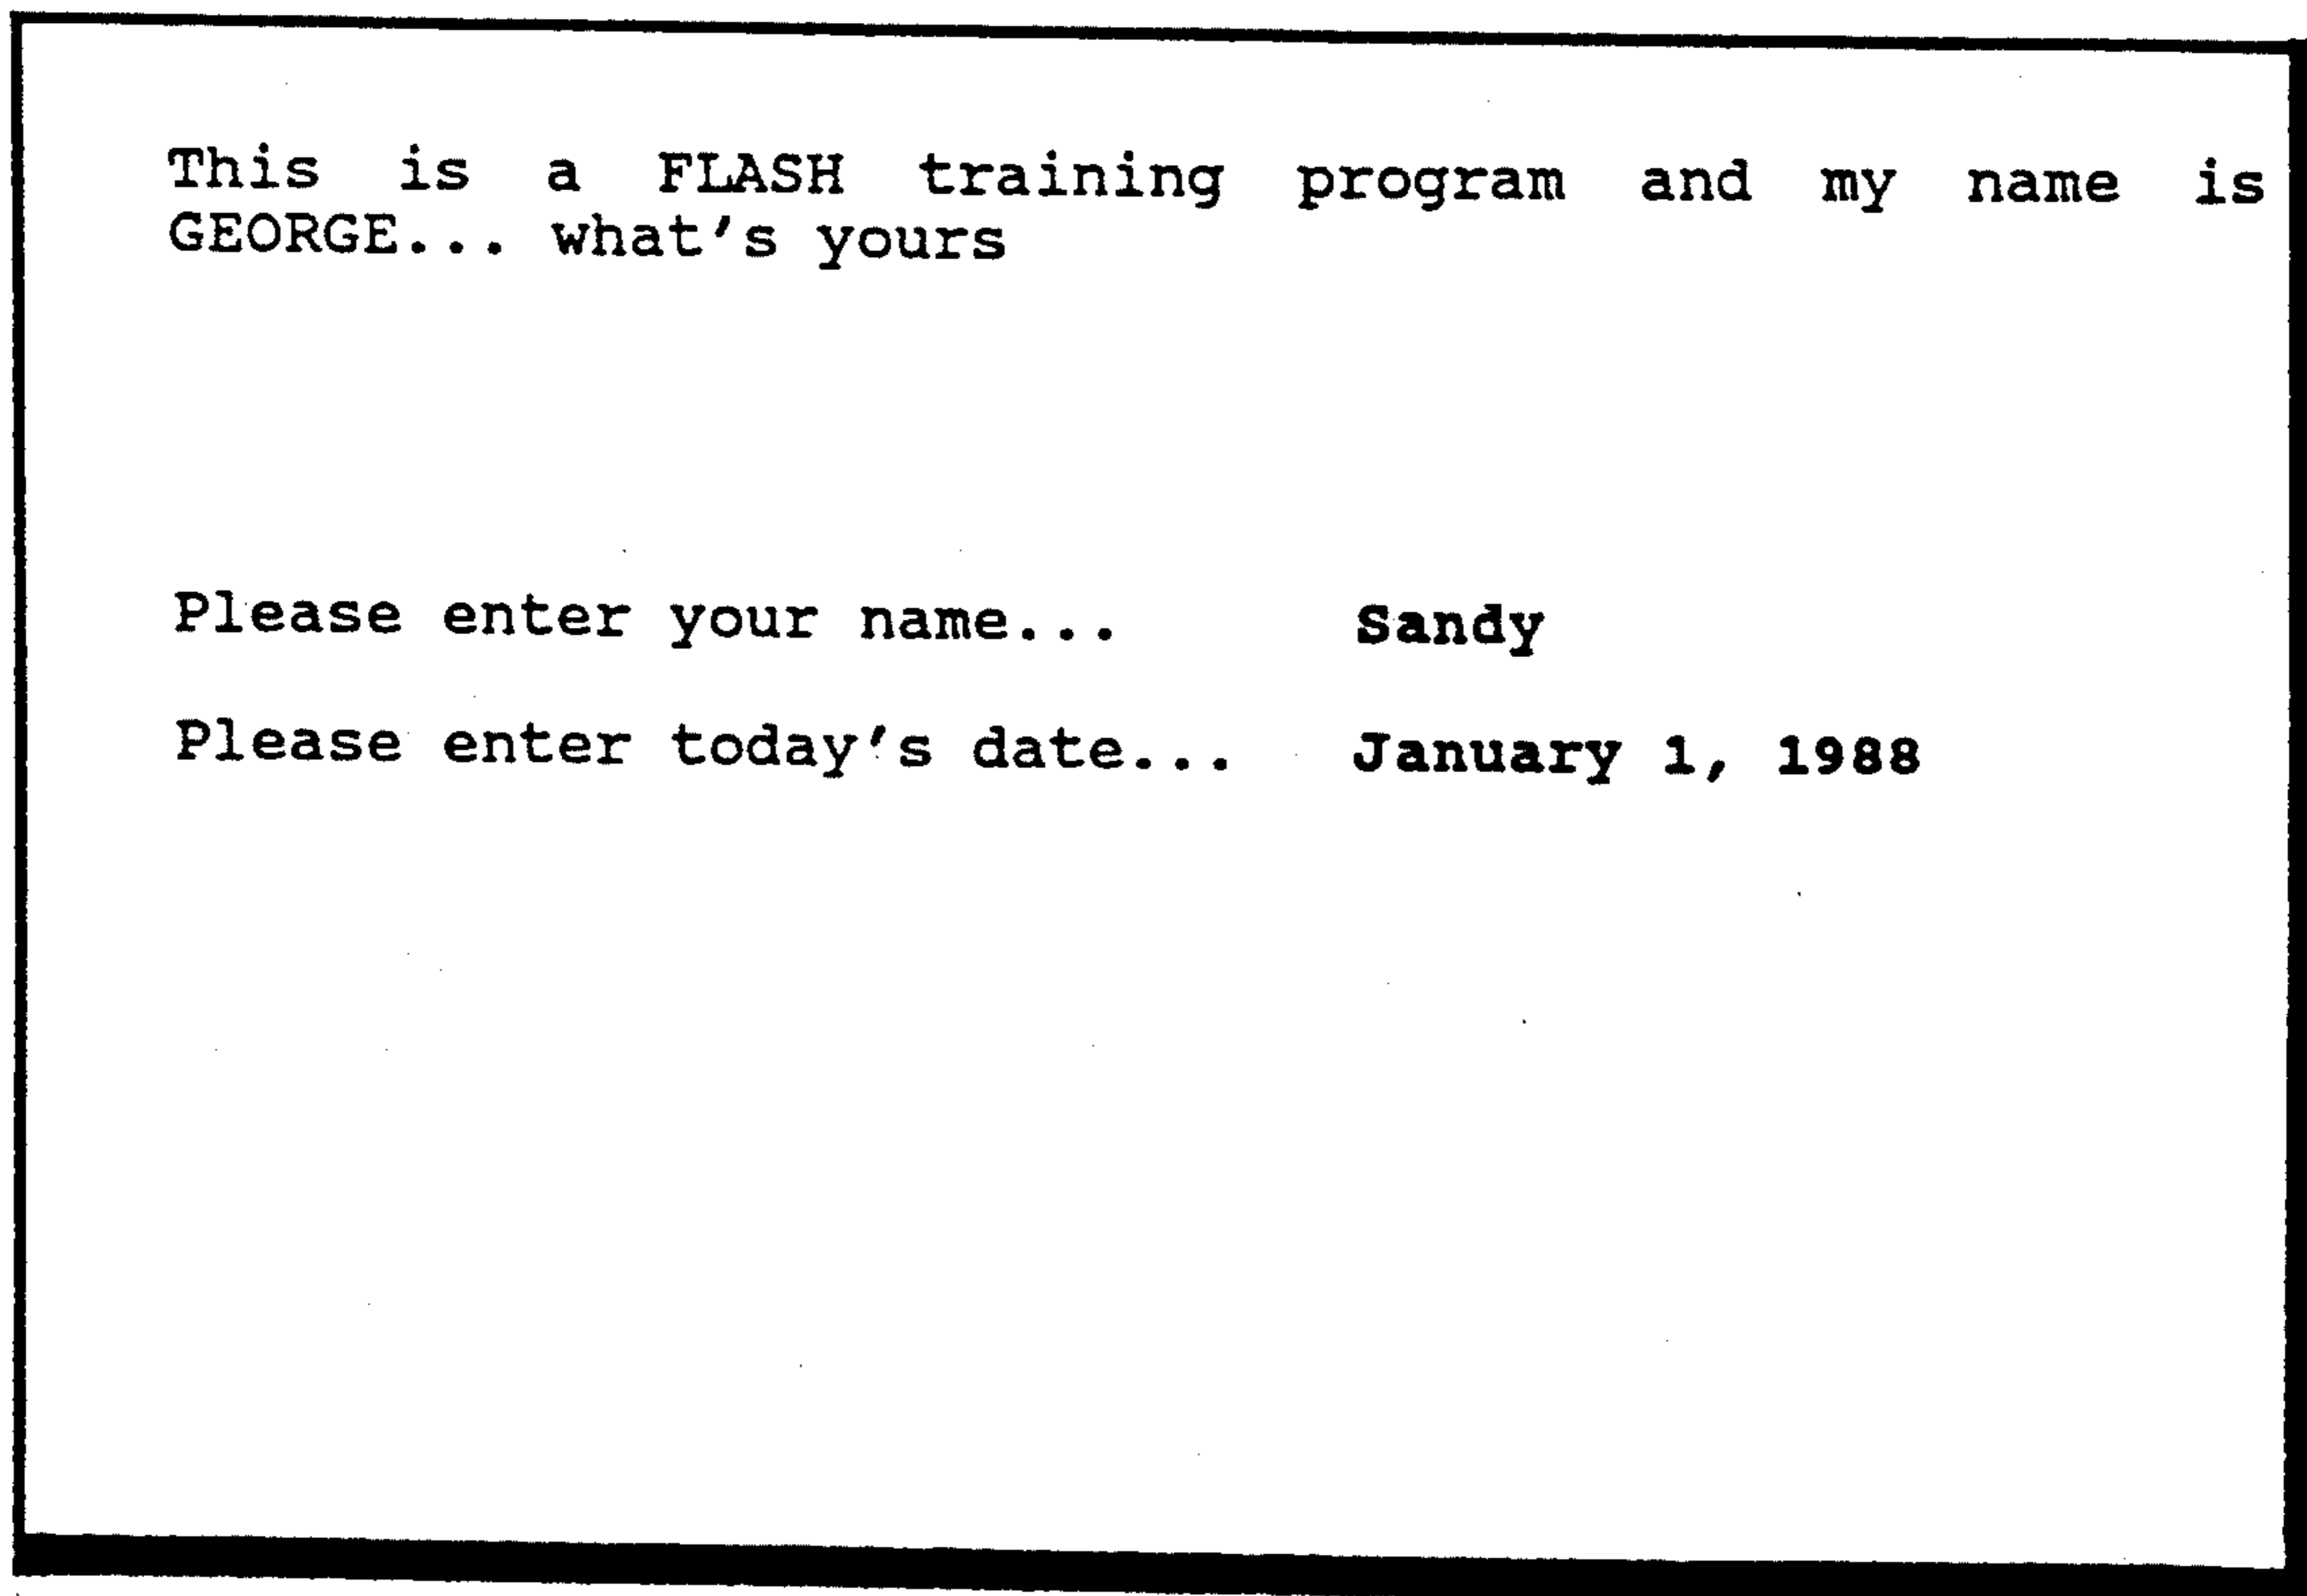 This is a FLASH training program and my name is
GEORGE... what's yours
Please enter your name... Sandy
Please enter today's date... January 1, 1988